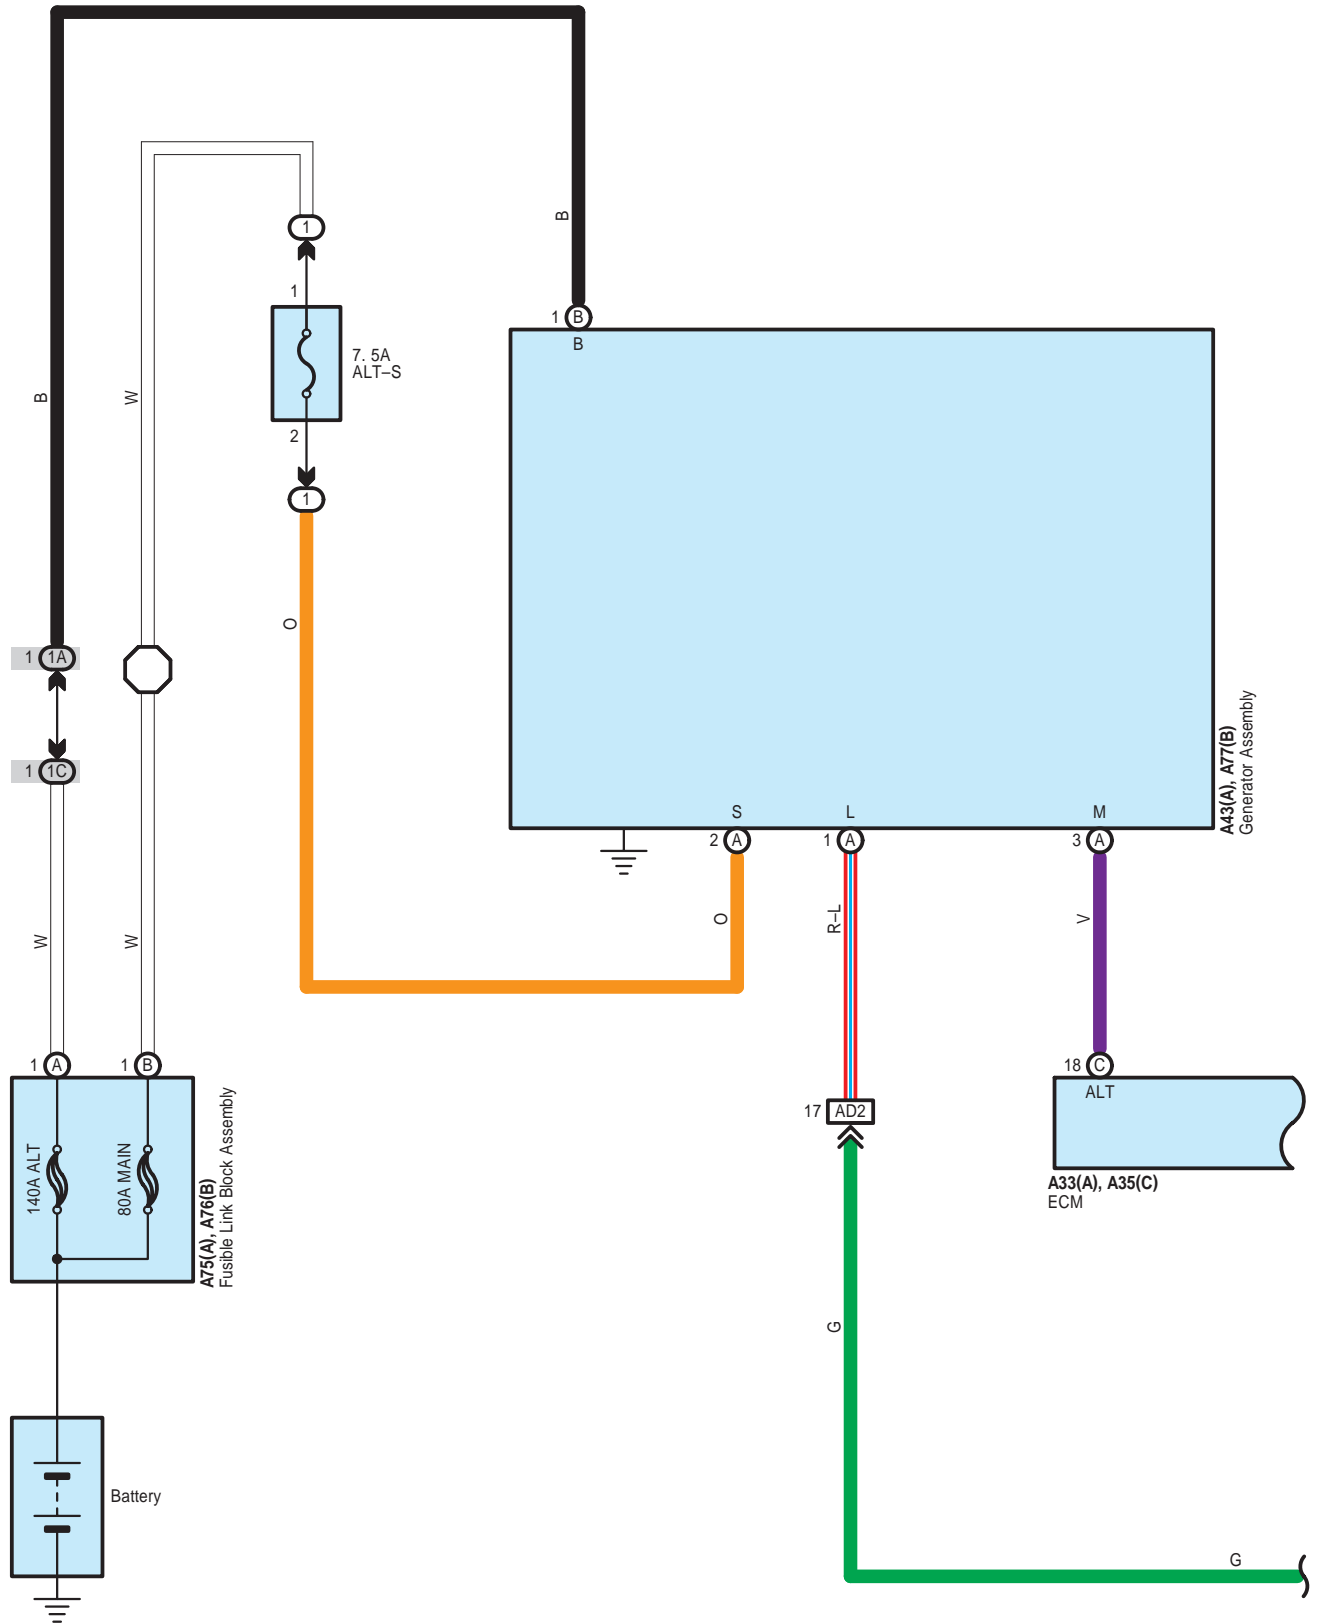 B
1
1
7. 5A
ALT–S
1 B
B
B
W
2
1
O
1 1A
1 1C
A43(A), A77(B)
Generator Assembly
S
L
M
2 A
1 A
3 A
W
W
O
R–L
V
1 A
1 B
18 C
ALT
140A ALT
80A MAIN
A75(A), A76(B)
Fusible Link Block Assembly
17 AD2
A33(A), A35(C)
ECM
G
Battery
G